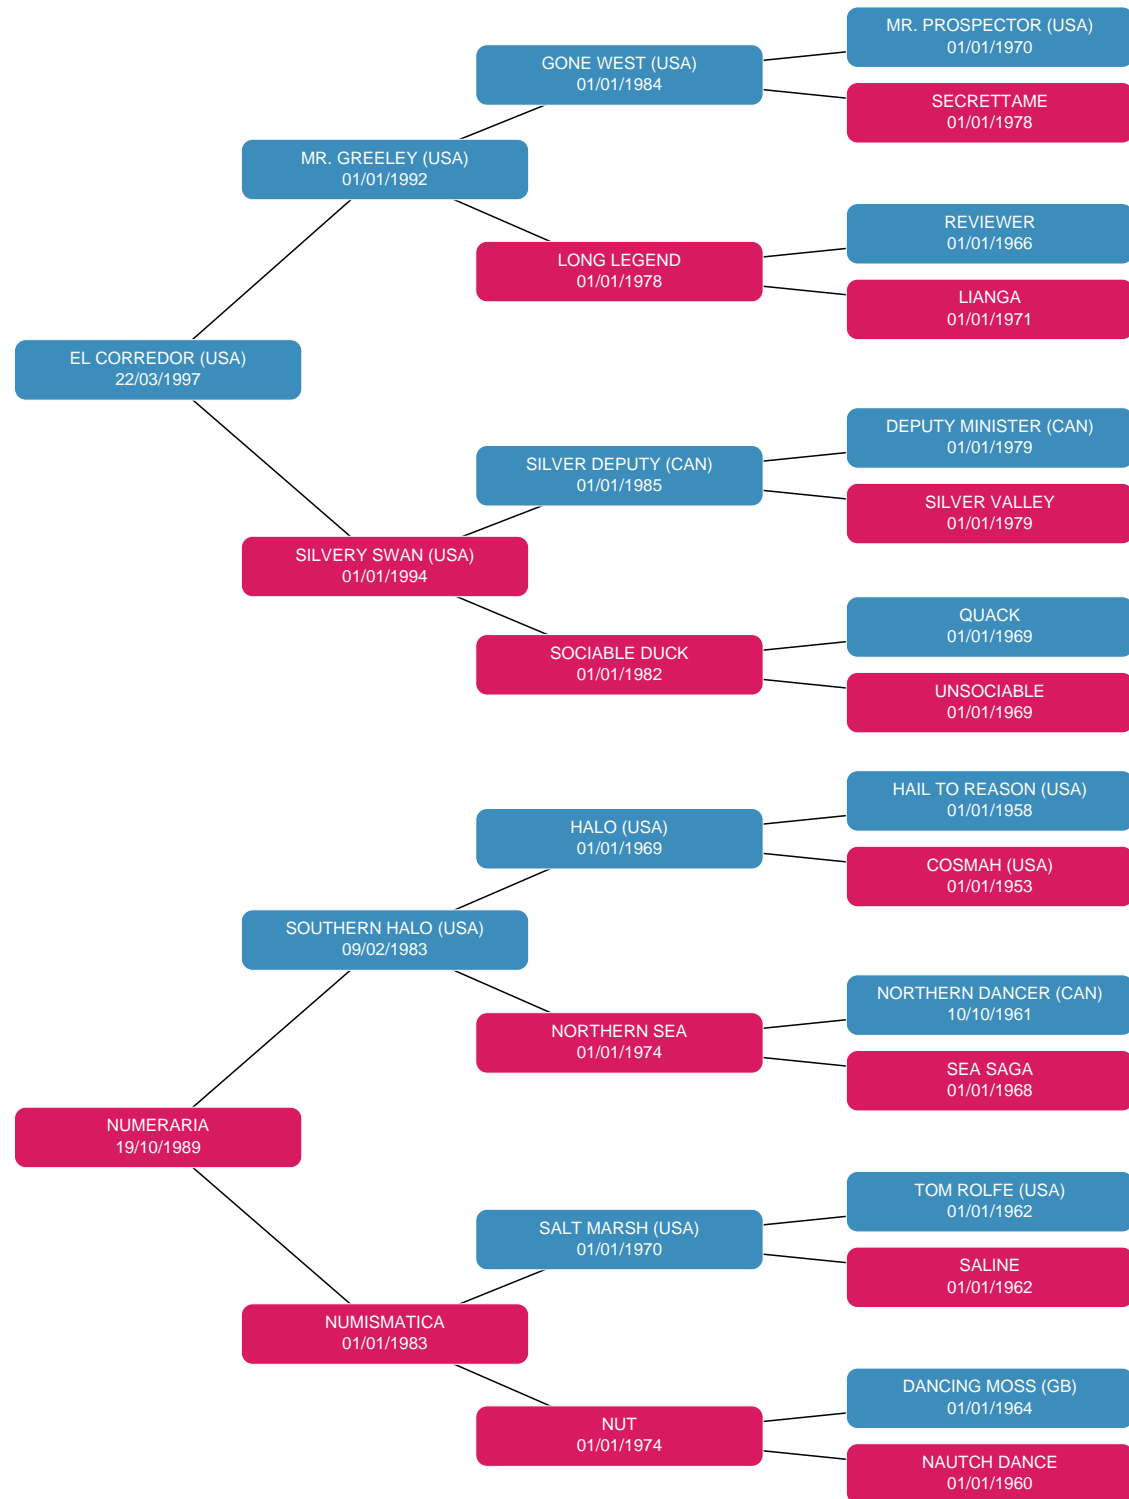 MR. PROSPECTOR (USA)
01/01/1970
GONE WEST (USA)
01/01/1984
SECRETTAME
01/01/1978
MR. GREELEY (USA)
01/01/1992
REVIEWER
01/01/1966
LONG LEGEND
01/01/1978
LIANGA
01/01/1971
EL CORREDOR (USA)
22/03/1997
DEPUTY MINISTER (CAN)
01/01/1979
SILVER DEPUTY (CAN)
01/01/1985
SILVER VALLEY
01/01/1979
SILVERY SWAN (USA)
01/01/1994
QUACK
01/01/1969
SOCIABLE DUCK
01/01/1982
UNSOCIABLE
01/01/1969
HAIL TO REASON (USA)
01/01/1958
HALO (USA)
01/01/1969
COSMAH (USA)
01/01/1953
SOUTHERN HALO (USA)
09/02/1983
NORTHERN DANCER (CAN)
10/10/1961
NORTHERN SEA
01/01/1974
SEA SAGA
01/01/1968
NUMERARIA
19/10/1989
TOM ROLFE (USA)
01/01/1962
SALT MARSH (USA)
01/01/1970
SALINE
01/01/1962
NUMISMATICA
01/01/1983
DANCING MOSS (GB)
01/01/1964
NUT
01/01/1974
NAUTCH DANCE
01/01/1960